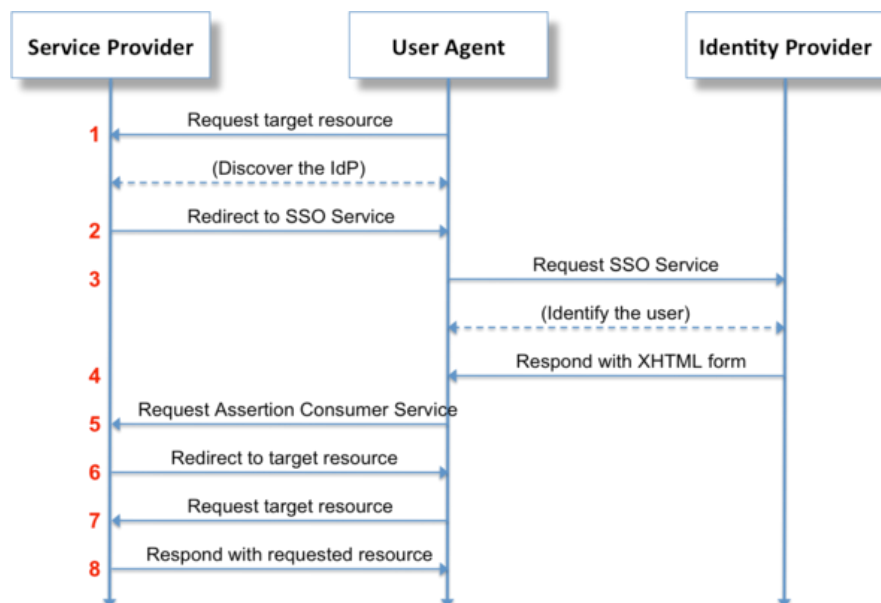 Service Provider
User Agent
Identity Provider
1 Request target resource
(Discover the IdP)
2 Redirect to SSO Service
3 Request SSO Service
(Identify the user)
4 Respond with XHTML form
5 Request Assertion Consumer Service
6 Redirect to target resource
7 Request target resource
8 Respond with requested resource